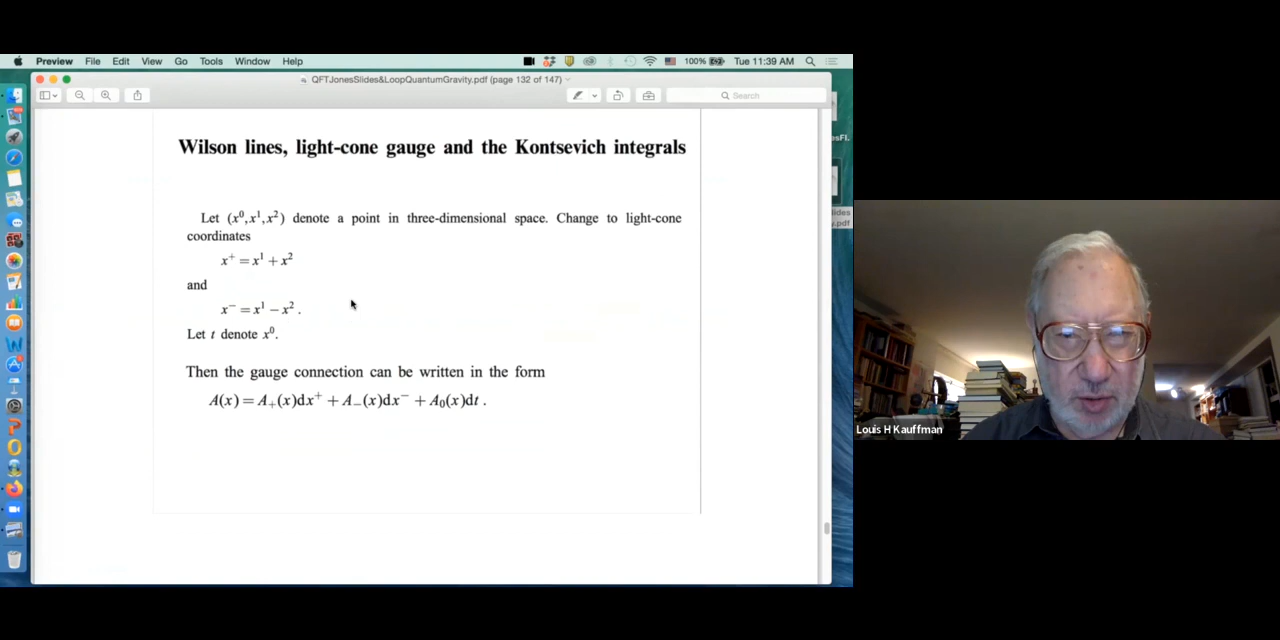 Preview File Edit View Go Tools Window Help
100% Tue 11:39 AM
QFTJonesSlides&LoopQuantumGravity.pdf (page 132 of 147)
Search
Wilson lines, light-cone gauge and the Kontsevich integrals
Let (x⁰,x¹,x²) denote a point in three-dimensional space. Change to light-cone
coordinates
x⁺ = x¹ + x²
and
x⁻ = x¹ − x² .
Let t denote x⁰.
Then the gauge connection can be written in the form
A(x) = A₊(x)dx⁺ + A₋(x)dx⁻ + A₀(x)dt .
Louis H Kauffman